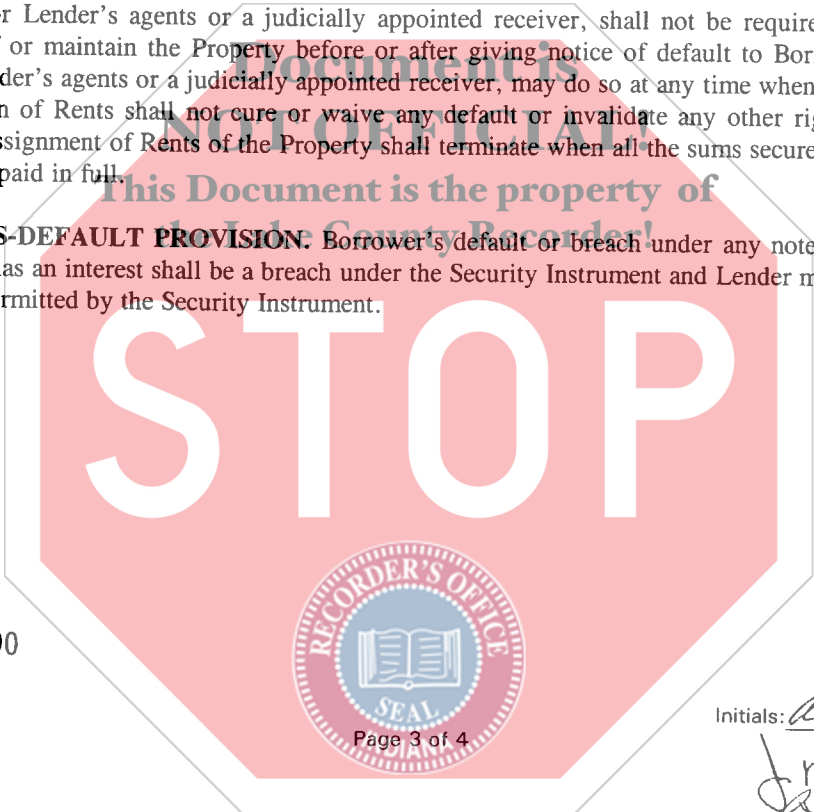 r Lender's agents or a judicially appointed receiver, shall not be require
or maintain the Property before or after giving notice of default to Bor
der's agents or a judicially appointed receiver, may do so at any time when
n of Rents shall not cure or waive any default or invalidate any other rig
ssignment of Rents of the Property shall terminate when all the sums secure
paid in full.
Document is
NOT OFFICIAL!
This Document is the property of
the Lake County Recorder!
S-DEFAULT PROVISION. Borrower's default or breach under any note
as an interest shall be a breach under the Security Instrument and Lender m
rmitted by the Security Instrument.
STOP
RECORDER'S OFFICE
SEAL
INDIANA
00
Page 3 of 4
Initials: